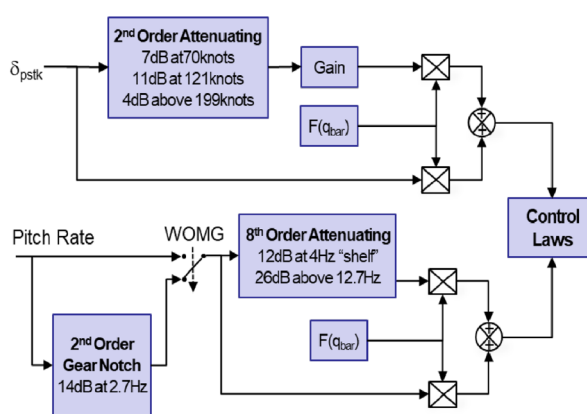 2nd Order Attenuating
7dB at 70knots
11dB at 121knots
4dB above 199knots
δpstk
Gain
F(qbar)
±
Control
Laws
Pitch Rate
WOMG
8th Order Attenuating
12dB at 4Hz “shelf”
26dB above 12.7Hz
2nd Order
Gear Notch
14dB at 2.7Hz
F(qbar)
±